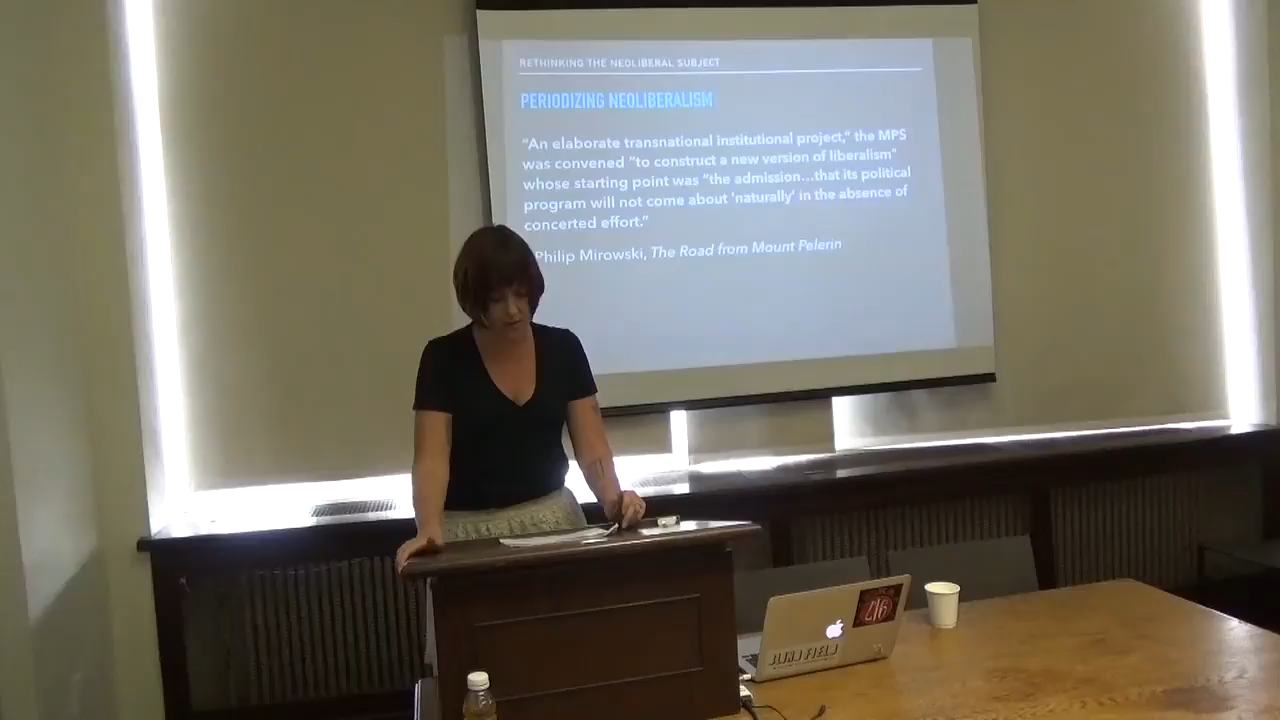 RETHINKING THE NEOLIBERAL SUBJECT
PERIODIZING NEOLIBERALISM
“An elaborate transnational institutional project,” the MPS
was convened “to construct a new version of liberalism”
whose starting point was “the admission...that its political
program will not come about ‘naturally’ in the absence of
concerted effort.”
Philip Mirowski, The Road from Mount Pelerin
BLIND FIELD